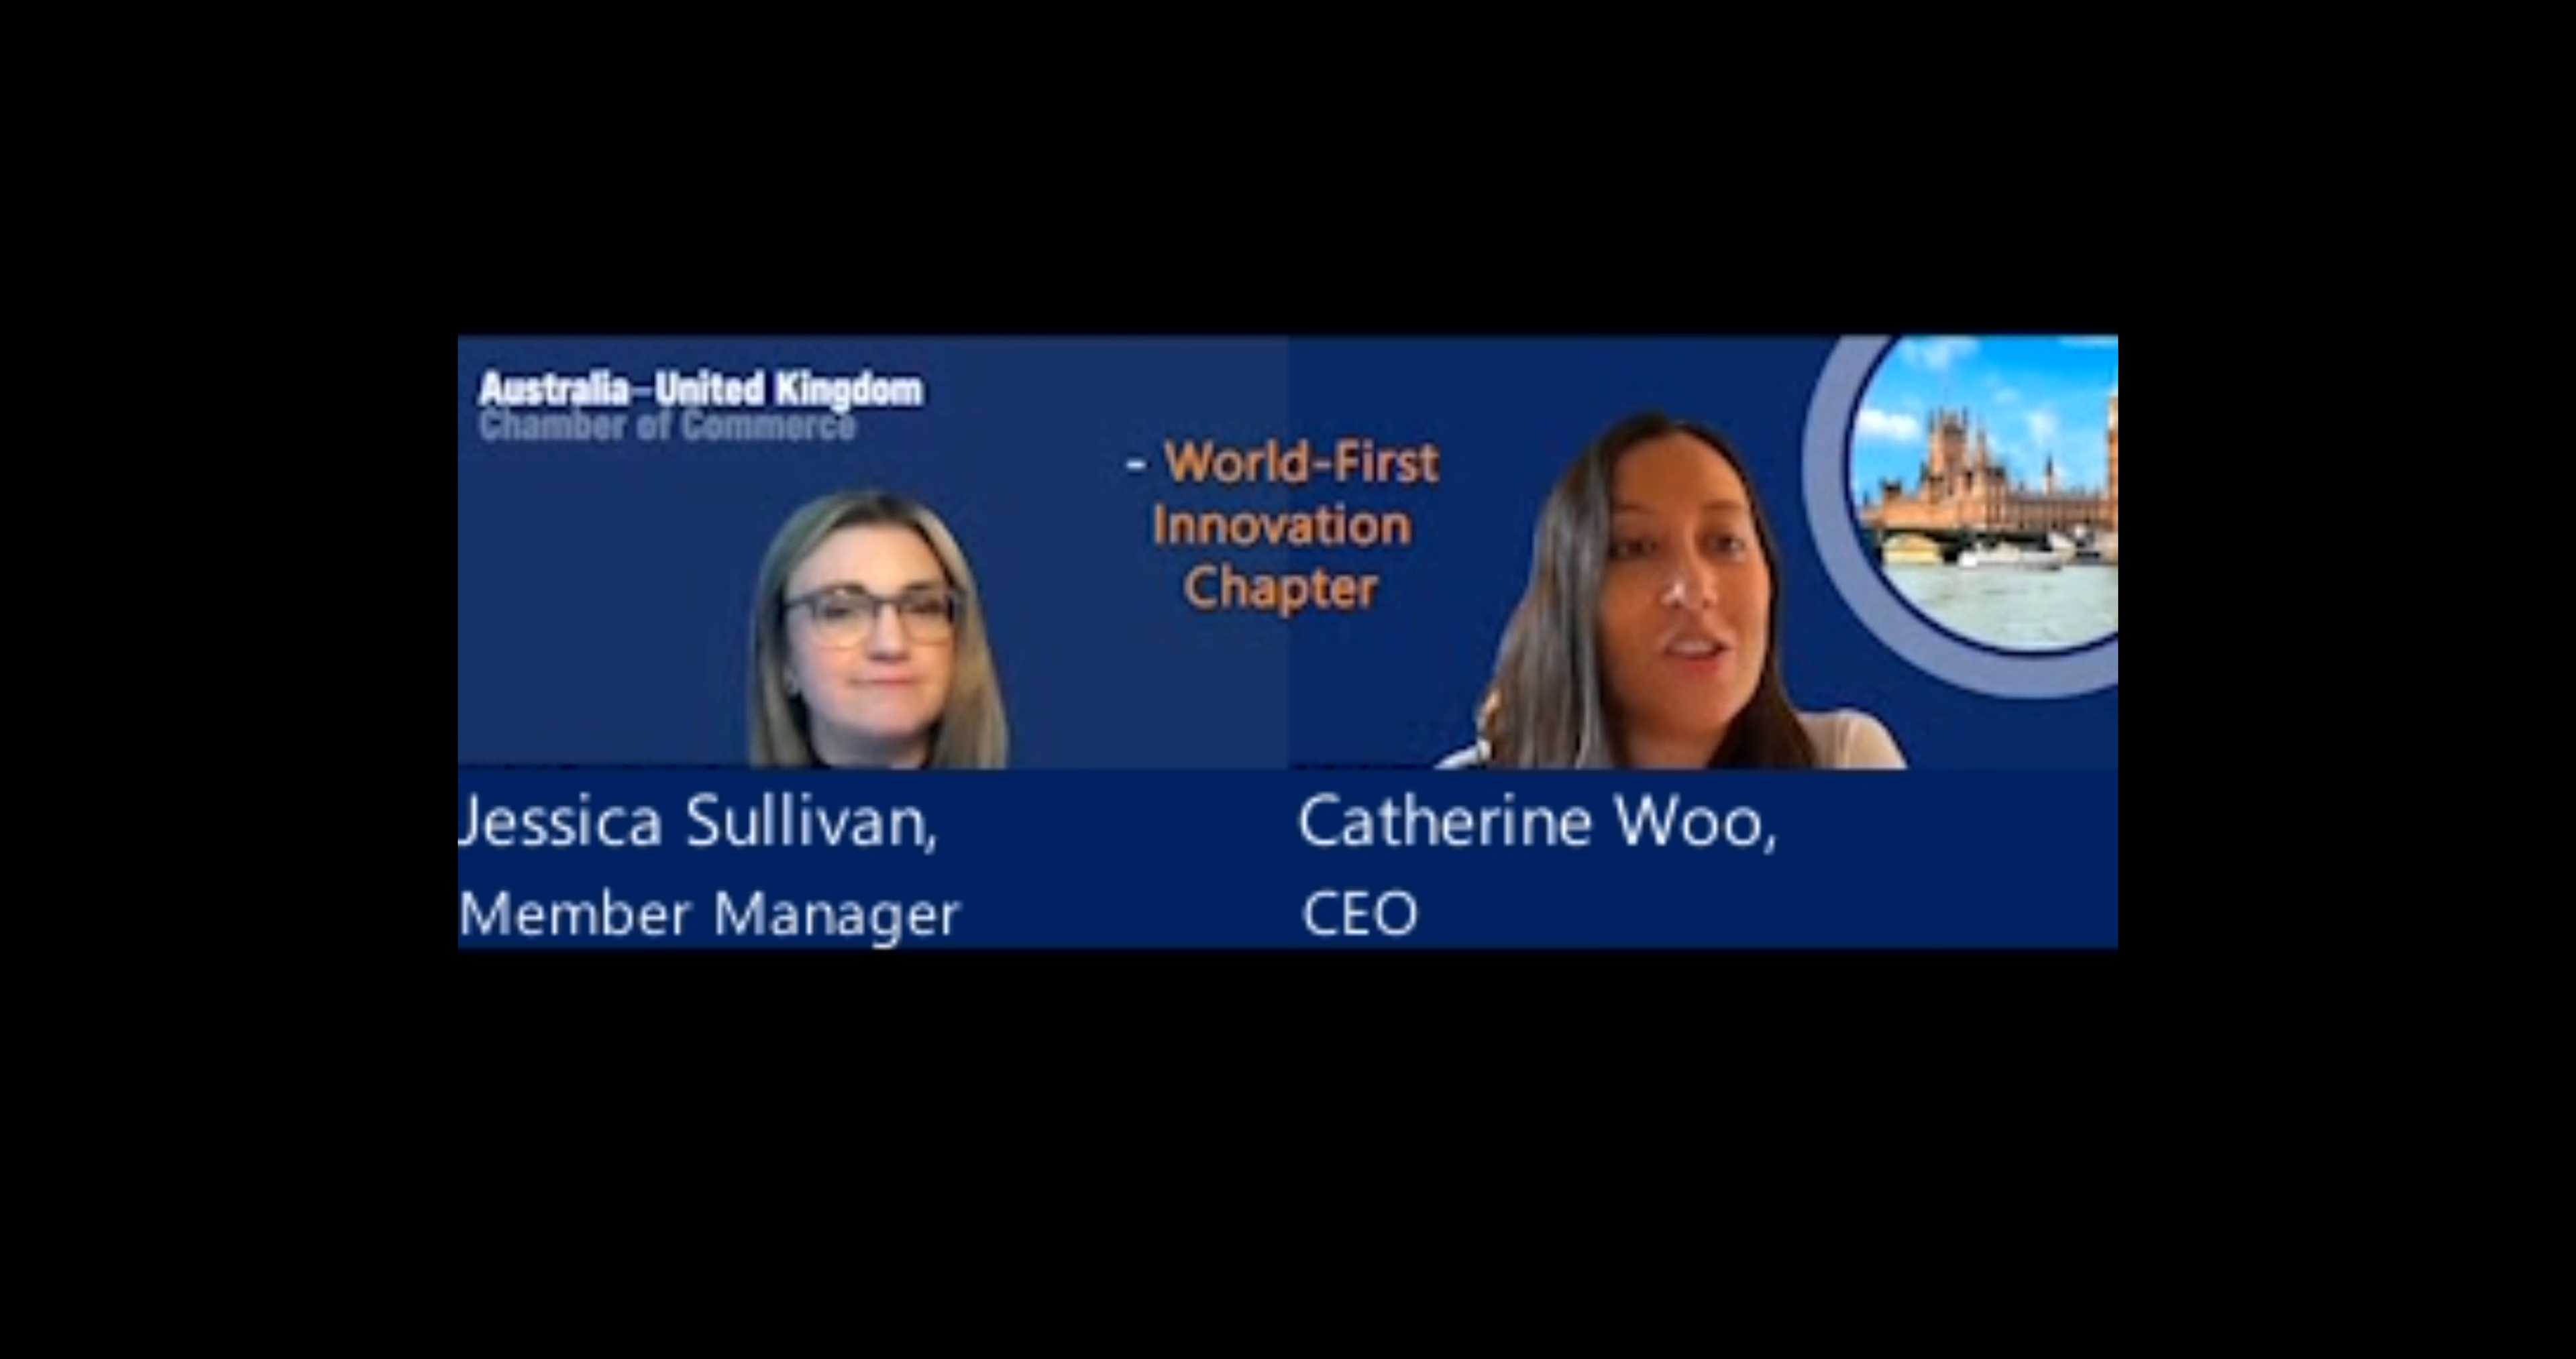 Australia–United Kingdom
Chamber of Commerce
- World-First
Innovation
Chapter
Jessica Sullivan,
Member Manager
Catherine Woo,
CEO